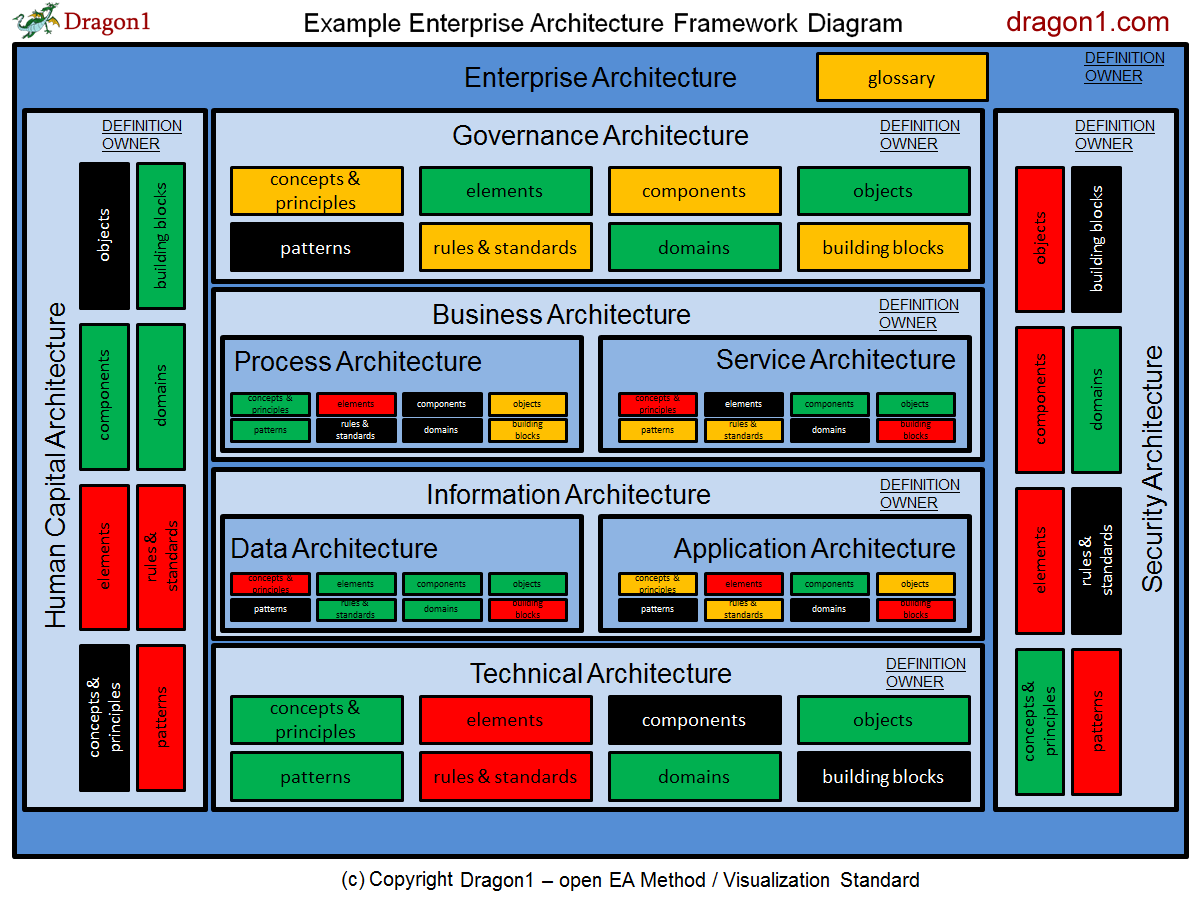 Dragon1
Example Enterprise Architecture Framework Diagram
dragon1.com
Enterprise Architecture
glossary
DEFINITION
OWNER
Human Capital Architecture
DEFINITION
OWNER
objects
building blocks
components
domains
elements
rules &
standards
concepts &
principles
patterns
Governance Architecture
DEFINITION
OWNER
concepts &
principles
elements
components
objects
patterns
rules & standards
domains
building blocks
Business Architecture
DEFINITION
OWNER
Process Architecture
concepts &
principles
elements
components
objects
patterns
rules &
standards
domains
building
blocks
Service Architecture
concepts &
principles
elements
components
objects
patterns
rules &
standards
domains
building
blocks
Information Architecture
DEFINITION
OWNER
Data Architecture
concepts &
principles
elements
components
objects
patterns
rules &
standards
domains
building
blocks
Application Architecture
concepts &
principles
elements
components
objects
patterns
rules &
standards
domains
building
blocks
Technical Architecture
DEFINITION
OWNER
concepts &
principles
elements
components
objects
patterns
rules & standards
domains
building blocks
DEFINITION
OWNER
Security Architecture
objects
building blocks
components
domains
elements
rules &
standards
concepts &
principles
patterns
(c) Copyright Dragon1 – open EA Method / Visualization Standard